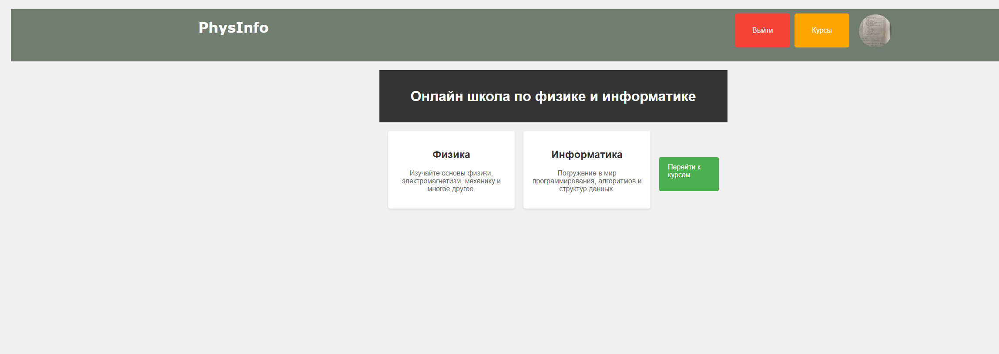 PhysInfo
Выйти
Курсы
Онлайн школа по физике и информатике
Физика
Изучайте основы физики,
электромагнетизм, механику и
многое другое.
Информатика
Погружение в мир
программирования, алгоритмов и
структур данных.
Перейти к
курсам